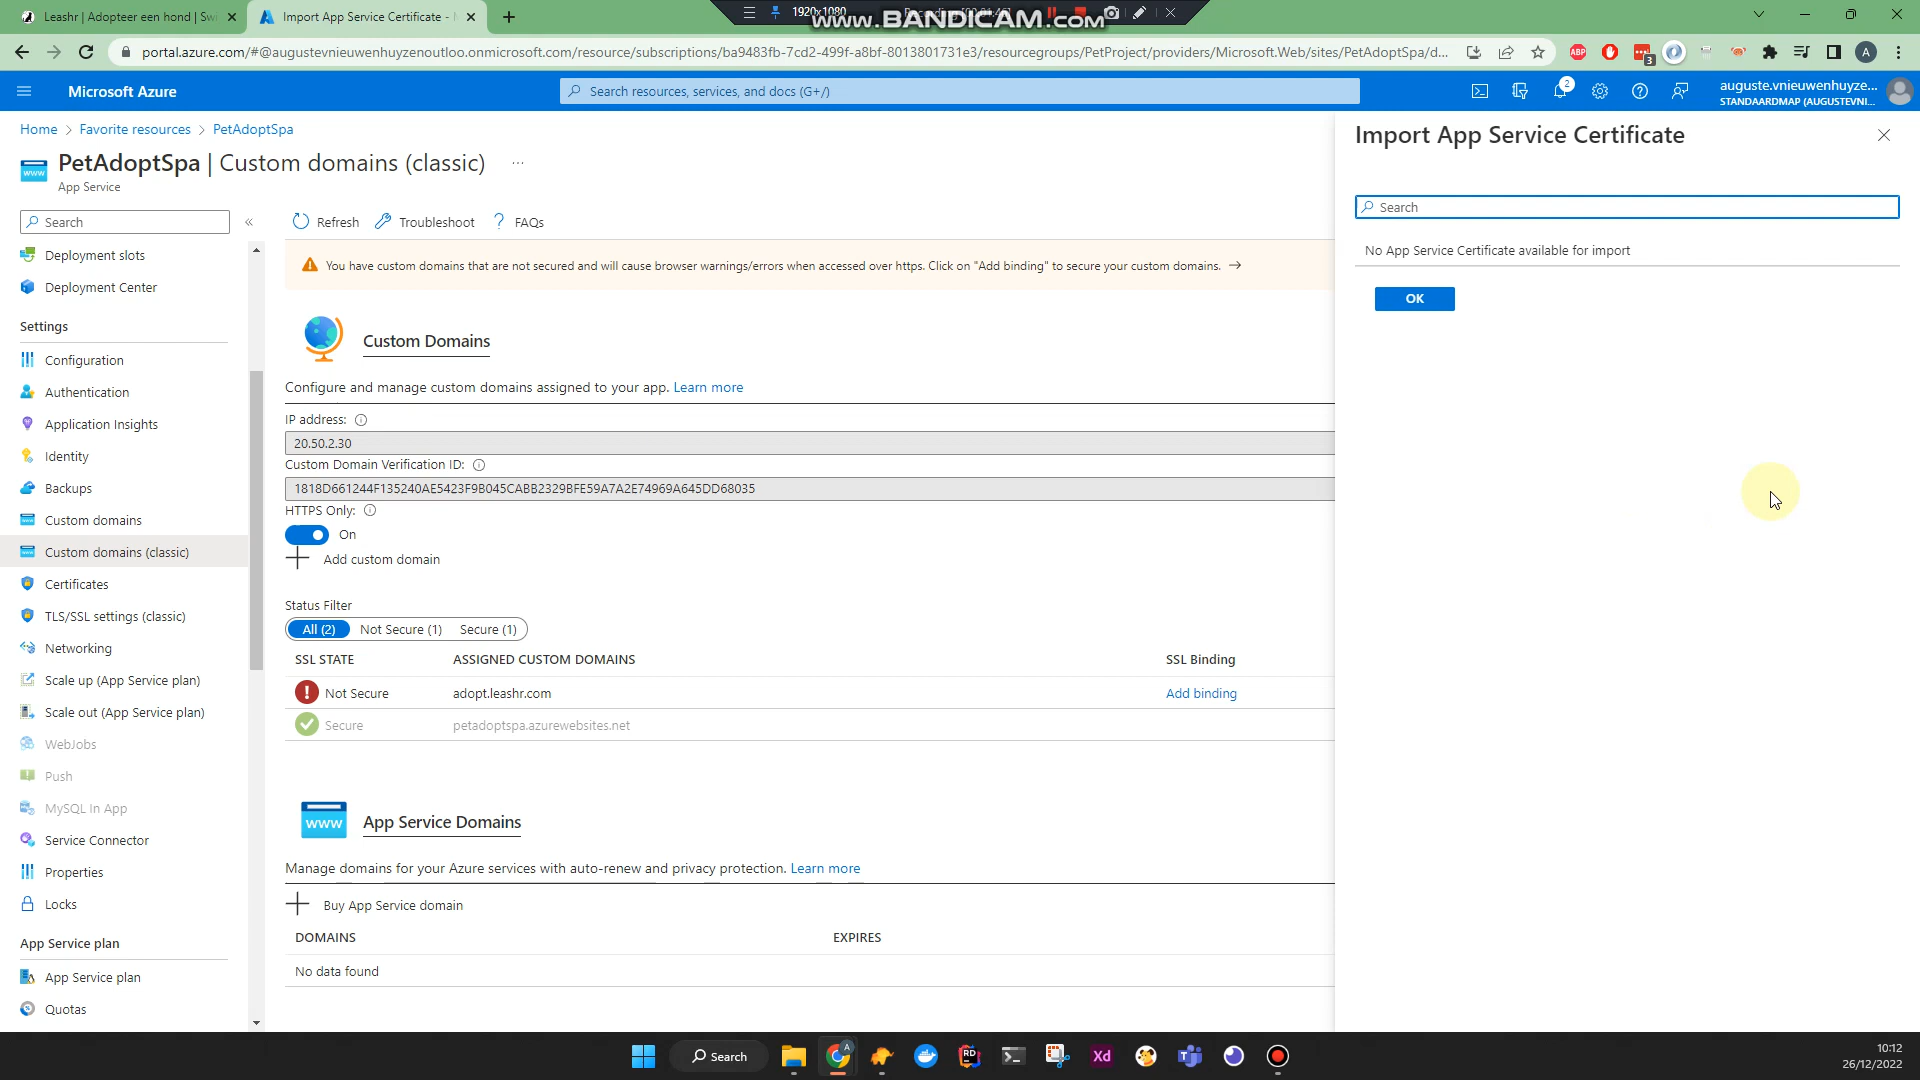 Leashr | Adopteer een hond | Swi
Import App Service Certificate -
1920x1080
www.BANDICAM.com
portal.azure.com/#@augustevnieuwenhuyzenoutloo.onmicrosoft.com/resource/subscriptions/ba9483fb-7cd2-499f-a8bf-8013801731e3/resourcegroups/PetProject/providers/Microsoft.Web/sites/PetAdoptSpa/d...
ABP
3
A
Microsoft Azure
Search resources, services, and docs (G+/)
2
auguste.vnieuwenhuyze...
STANDAARDMAP (AUGUSTEVNI...
Home > Favorite resources > PetAdoptSpa
PetAdoptSpa | Custom domains (classic) ...
App Service
Search
«
Deployment slots
Deployment Center
Settings
Configuration
Authentication
Application Insights
Identity
Backups
Custom domains
Custom domains (classic)
Certificates
TLS/SSL settings (classic)
Networking
Scale up (App Service plan)
Scale out (App Service plan)
WebJobs
Push
MySQL In App
Service Connector
Properties
Locks
App Service plan
App Service plan
Quotas
Refresh
Troubleshoot
FAQs
You have custom domains that are not secured and will cause browser warnings/errors when accessed over https. Click on "Add binding" to secure your custom domains. →
Custom Domains
Configure and manage custom domains assigned to your app. Learn more
IP address:
20.50.2.30
Custom Domain Verification ID:
1818D661244F135240AE5423F9B045CABB2329BFE59A7A2E74969A645DD68035
HTTPS Only:
On
Add custom domain
Status Filter
All (2) Not Secure (1) Secure (1)
SSL STATE ASSIGNED CUSTOM DOMAINS SSL Binding
Not Secure adopt.leashr.com Add binding
Secure petadoptspa.azurewebsites.net
www
App Service Domains
Manage domains for your Azure services with auto-renew and privacy protection. Learn more
Buy App Service domain
DOMAINS EXPIRES
No data found
Import App Service Certificate
Search
No App Service Certificate available for import
OK
Search
A
RD
Xd
10:12
26/12/2022